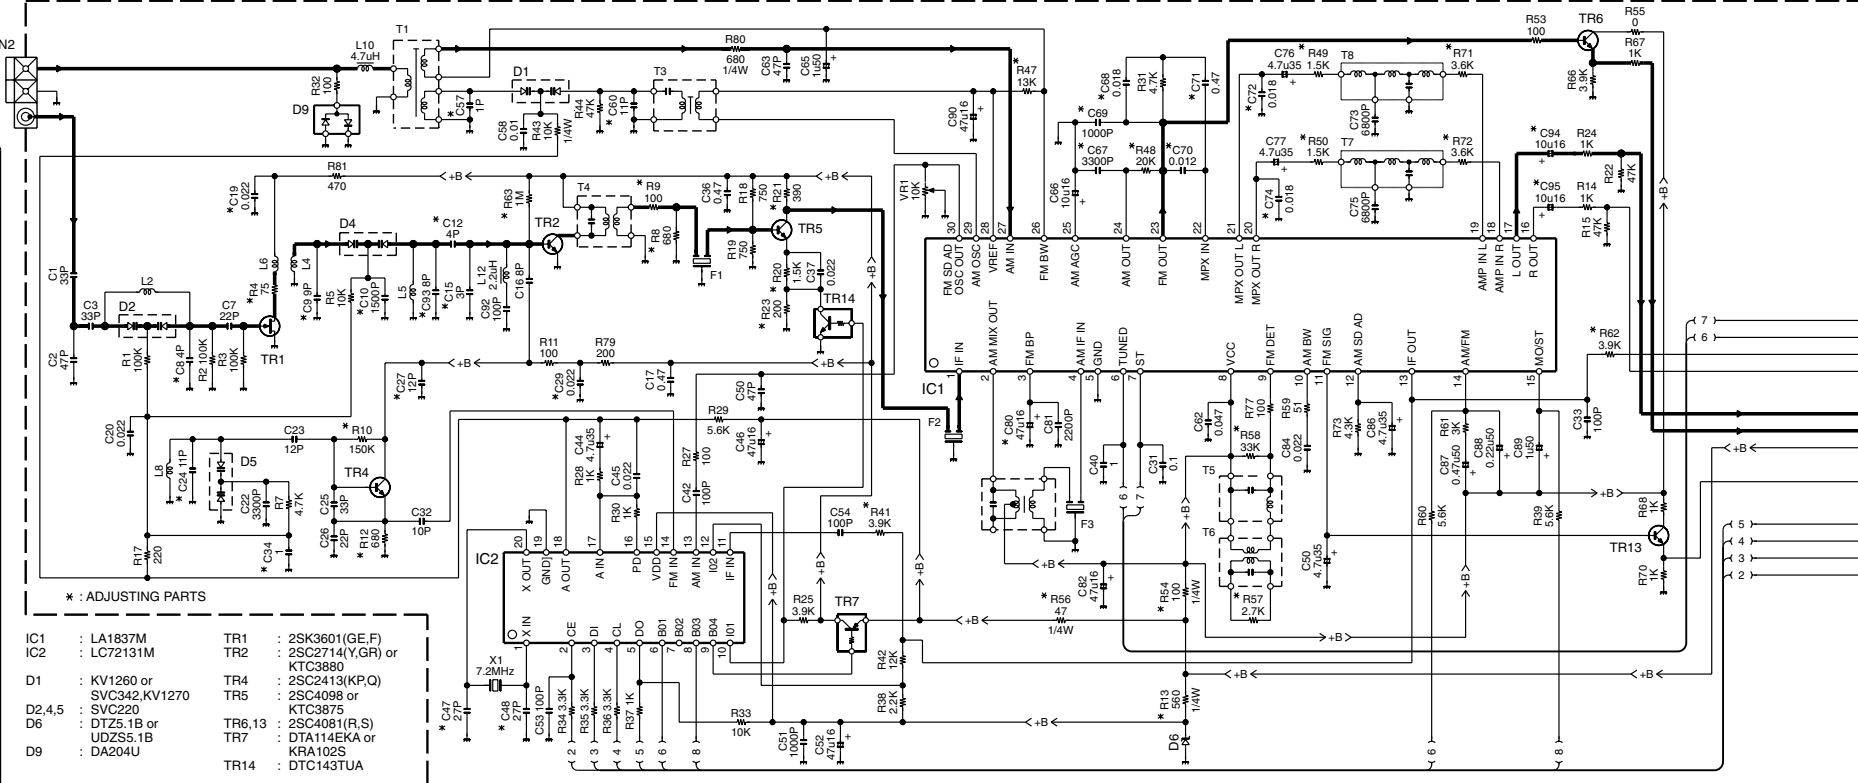 N2
T1
L10
4.7uH
R32
100
D9
R80
680
1/4W
C63
47P
C65
1u50
+
C57
1P
D1
C58
0.01
R43
10K
1/4W
R44
47K
* C60
11P
T3
C90
47u16
+
* R47
13K
* C68
0.018
R31
4.7K
* C71
0.47
* C69
1000P
* C67
3300P
* R48
20K
* C70
0.012
C66
10u16
+
R53
100
TR6
R55
0
R67
1K
R66
3.9K
C76
4.7u35
+
* R49
1.5K
T8
* R71
3.6K
* C72
0.018
C73
6800P
C77
4.7u35
+
* R50
1.5K
T7
* R72
3.6K
* C74
0.018
C75
6800P
* C94
10u16
+
R24
1K
R22
47K
* C95
10u16
+
R14
1K
R15
47K
+B
R81
470
+B
+B
* C19
0.022
L6
* R4
75
L4
* C9 9P
D4
R5
10K
* C10
1500P
L5
* C93 8P
* C12
4P
* C15
3P
L12
2.2uH
C92
100P
* R63
1M
C16 8P
TR2
T4
* R9
100
* R8
680
F1
C36
0.47
R18
750
* R21
390
R19
750
TR5
* R20
1.5K
C37
0.022
* R23
200
TR14
+B
VR1
10K
C1
33P
C2
47P
C3
33P
L2
D2
R1
100K
* C8 4P
R2 100K
R3
100K
C7
22P
TR1
IC1
30 29 28 27 26 25 24 23 22 21 20 19 18 17 16
FM SD AD
OSC OUT
AM OSC
VREF
AM IN
FM BW
AM AGC
AM OUT
FM OUT
MPX IN
MPX OUT L
MPX OUT R
AMP IN L
AMP IN R
L OUT
R OUT
IF IN
AM MIX OUT
FM BP
AM IF IN
GND
TUNED
ST
VCC
FM DET
AM BW
FM SIG
AM SD AD
IF OUT
AM/FM
MO/ST
1 2 3 4 5 6 7 8 9 10 11 12 13 14 15
+B
R11
100
R79
200
+B
* C27
12P
* C29
0.022
C17
0.47
C50
47P
F2
* R62
3.9K
7
6
C20
0.022
L8
* C24 11P
C23
12P
* R10
150K
D5
C22
3300P
R7
4.7K
* C34
1
C25
33P
C26
22P
TR4
* R12
680
C32
10P
R17
220
R29
5.6K
C46
47u16
+
C44
4.7u35
+
R28
1K
C45
0.022
R30
1K
R27
100
C42
100P
C54
100P
* R41
3.9K
* C80
47u16
+
C81
2200P
C40
1
C31
0.1
6
7
F3
C62
0.047
R77
100
* R58
33K
R59
51
C84
0.022
R73
4.3K
C86
4.7u35
+
R61
3K
C87
0.47u50
+
C88
0.22u50
+
C89
1u50
+
C33
100P
+B
+B
T5
T6
* R57
2.7K
C50
4.7u35
+
R60
5.6K
R39
5.6K
R68
1K
TR13
R70
1K
5
4
3
2
IC2
20 19 18 17 16 15 14 13 12 11
X OUT
GND]
A OUT
A IN
PD
VDD
FM IN
AM IN
I02
IF IN
X IN
CE
DI
CL
DO
B01
B02
B03
B04
I01
1 2 3 4 5 6 7 8 9 10
+B
+B
+B
+B
+B
+B
R25
3.9K
TR7
+B
* R56
47
1/4W
C82
47u16
+
* R54
100
1/4W
+B
+B
+B
* R13
560
1/4W
D6
X1
7.2MHz
* C47
27P
* C48
27P
C53 100P
R34 3.3K
R35 3.3K
R36 3.3K
R37 1K
R33
10K
C51
1000P
C52
47u16
+
+B
R42
12K
R38
2.2K
2 3 4 5 6 8 6 8
* : ADJUSTING PARTS
IC1 : LA1837M
IC2 : LC72131M
D1 : KV1260 or
SVC342,KV1270
D2,4,5 : SVC220
D6 : DTZ5.1B or
UDZS5.1B
D9 : DA204U
TR1 : 2SK3601(GE,F)
TR2 : 2SC2714(Y,GR) or
KTC3880
TR4 : 2SC2413(KP,Q)
TR5 : 2SC4098 or
KTC3875
TR6,13 : 2SC4081(R,S)
TR7 : DTA114EKA or
KRA102S
TR14 : DTC143TUA